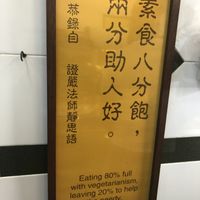 素食八分飽，
兩分助人好。
恭錄自　證嚴法師靜思語
Eating 80% full
with vegetarianism,
leaving 20% to help
needy.